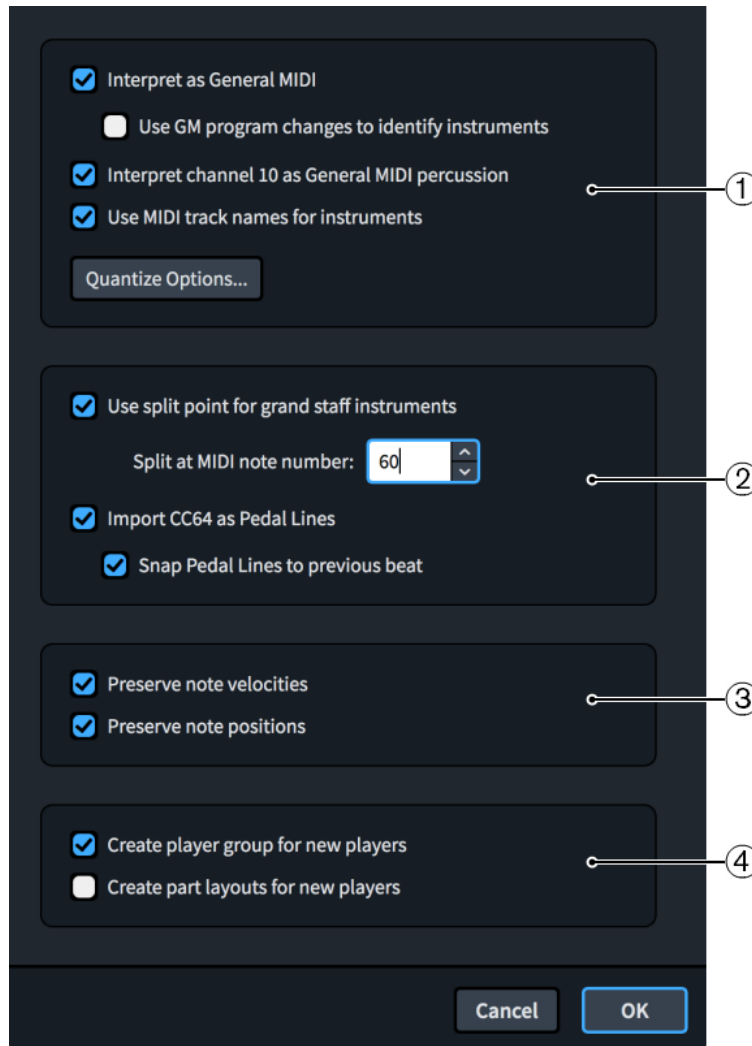 Interpret as General MIDI
Use GM program changes to identify instruments
Interpret channel 10 as General MIDI percussion
①
Use MIDI track names for instruments
Quantize Options...
Use split point for grand staff instruments
Split at MIDI note number: 60
②
Import CC64 as Pedal Lines
Snap Pedal Lines to previous beat
Preserve note velocities
③
Preserve note positions
Create player group for new players
④
Create part layouts for new players
Cancel OK